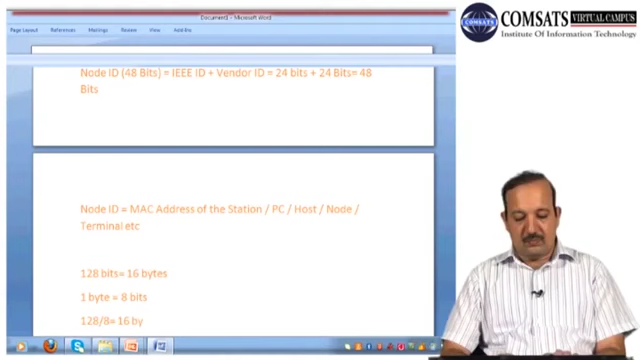 Document1 - Microsoft Word
Page Layout References Mailings Review View Add-Ins
COMSATS VIRTUAL CAMPUS
Institute Of Information Technology
Node ID (48 Bits) = IEEE ID + Vendor ID = 24 bits + 24 Bits= 48
Bits
Node ID = MAC Address of the Station / PC / Host / Node /
Terminal etc
128 bits= 16 bytes
1 byte = 8 bits
128/8= 16 by